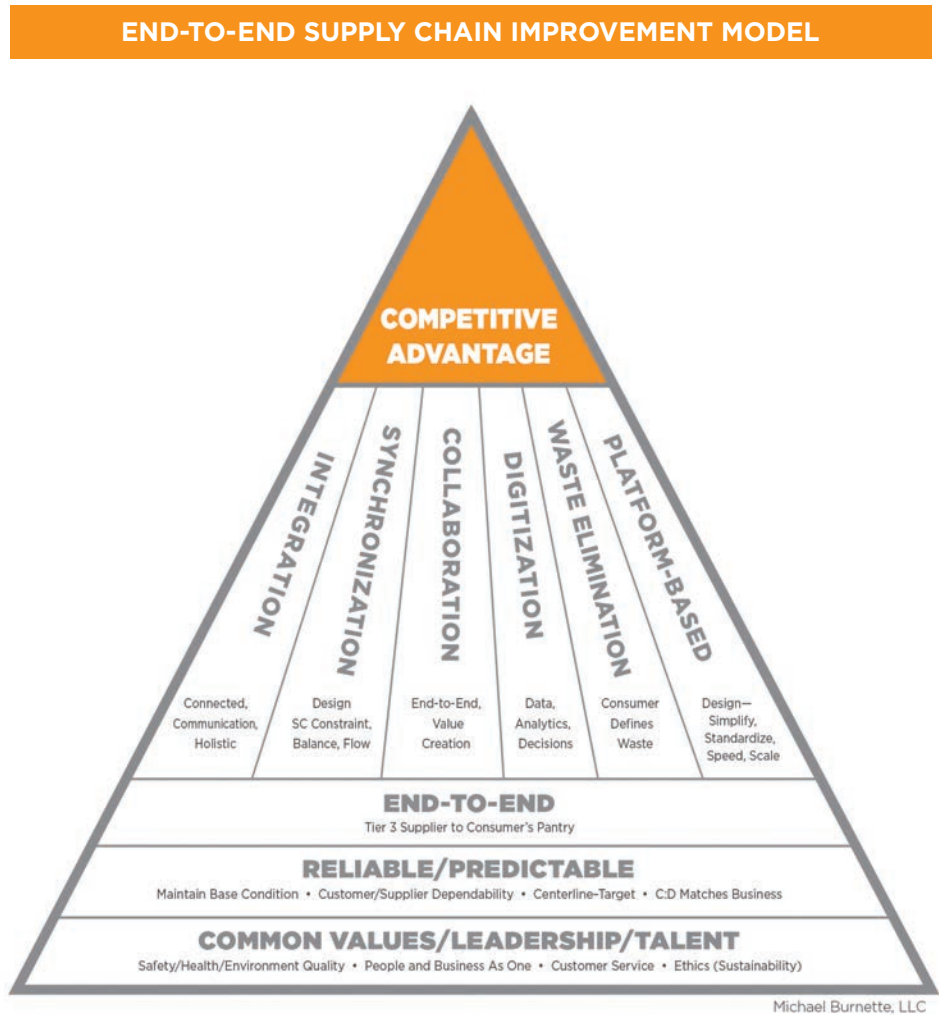 END-TO-END SUPPLY CHAIN IMPROVEMENT MODEL
COMPETITIVE
ADVANTAGE
INTEGRATION
SYNCHRONIZATION
COLLABORATION
DIGITIZATION
WASTE ELIMINATION
PLATFORM-BASED
Connected,
Communication,
Holistic
Design
SC Constraint,
Balance, Flow
End-to-End,
Value
Creation
Data,
Analytics,
Decisions
Consumer
Defines
Waste
Design—
Simplify,
Standardize,
Speed, Scale
END-TO-END
Tier 3 Supplier to Consumer's Pantry
RELIABLE/PREDICTABLE
Maintain Base Condition • Customer/Supplier Dependability • Centerline–Target • C:D Matches Business
COMMON VALUES/LEADERSHIP/TALENT
Safety/Health/Environment Quality • People and Business As One • Customer Service • Ethics (Sustainability)
Michael Burnette, LLC